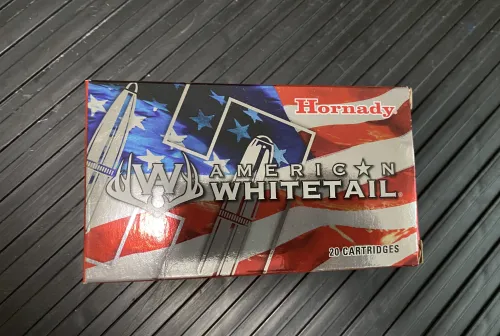 Hornady
AMERICAN
WHITETAIL
20 CARTRIDGES